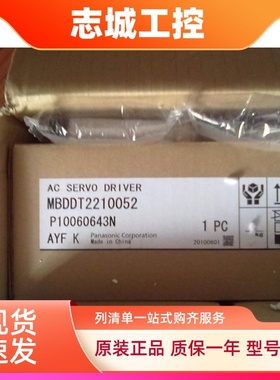 志城工控
AC SERVO DRIVER
MBDDT2210052
P10060643N
1 PC
AYF K
Panasonic Corporation
Made in China
20100601
现货
速发
列清单一站式购齐服务
原装正品 质保一年 型号